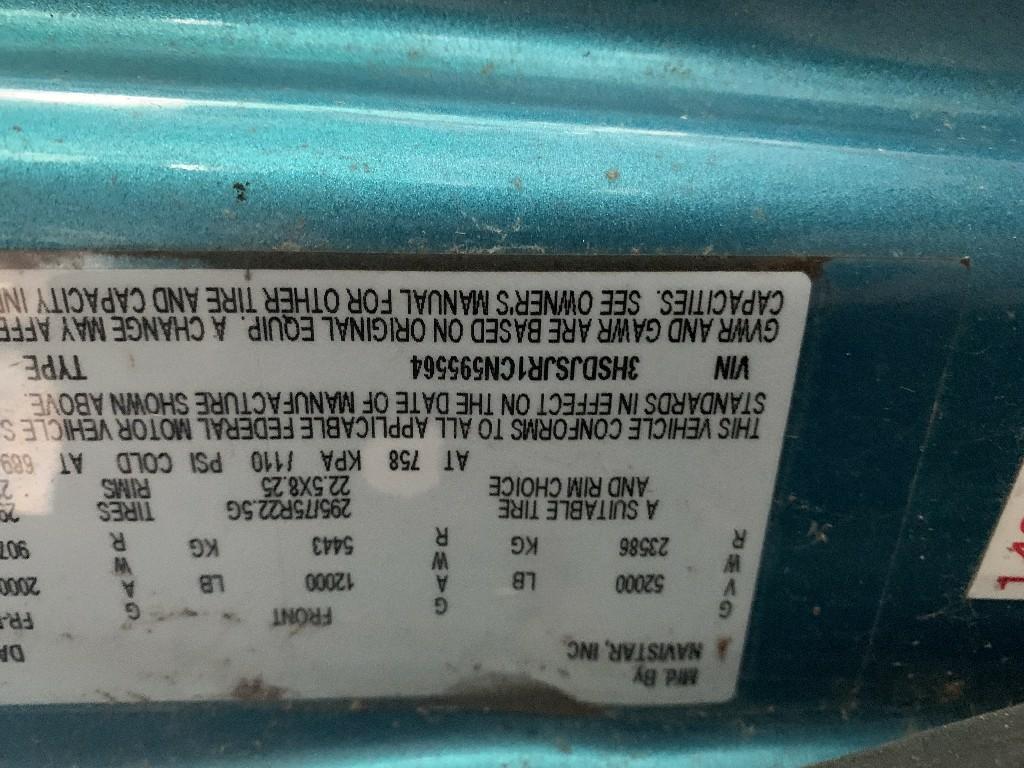 Mfd. By
NAVISTAR, INC
G V W R 52000 LB
23586 KG
G A W R FRONT
12000 LB
5443 KG
G A W R
A SUITABLE TIRE
AND RIM CHOICE
295/75R22.5G TIRES
22.5X8.25 RIMS
AT 758 KPA /110 PSI COLD AT
THIS VEHICLE CONFORMS TO ALL APPLICABLE FEDERAL MOTOR VEHICLE
STANDARDS IN EFFECT ON THE DATE OF MANUFACTURE SHOWN ABOVE.
VIN 3HSDJSJR1CN595564 TYPE
GVWR AND GAWR ARE BASED ON ORIGINAL EQUIP. A CHANGE MAY
CAPACITIES. SEE OWNER'S MANUAL FOR OTHER TIRE AND CAPACITY